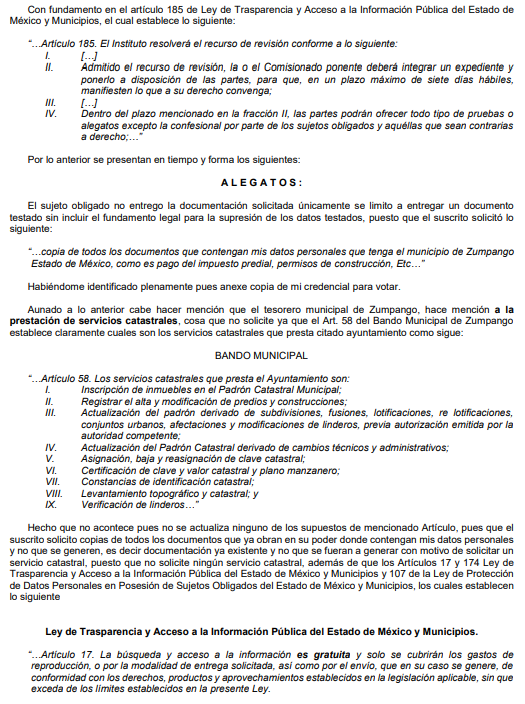 Con fundamento en el artículo 185 de Ley de Trasparencia y Acceso a la Información Pública del Estado de
México y Municipios, el cual establece lo siguiente:
"…Artículo 185. El Instituto resolverá el recurso de revisión conforme a lo siguiente:
I. […]
II. Admitido el recurso de revisión, la o el Comisionado ponente deberá integrar un expediente y
ponerlo a disposición de las partes, para que, en un plazo máximo de siete días hábiles,
manifiesten lo que a su derecho convenga;
III. […]
IV. Dentro del plazo mencionado en la fracción II, las partes podrán ofrecer todo tipo de pruebas o
alegatos excepto la confesional por parte de los sujetos obligados y aquéllas que sean contrarias
a derecho;…"
Por lo anterior se presentan en tiempo y forma los siguientes:
A L E G A T O S :
El sujeto obligado no entrego la documentación solicitada únicamente se limito a entregar un documento
testado sin incluir el fundamento legal para la supresión de los datos testados, puesto que el suscrito solicitó lo
siguiente:
"…copia de todos los documentos que contengan mis datos personales que tenga el municipio de Zumpango
Estado de México, como es pago del impuesto predial, permisos de construcción, Etc…"
Habiéndome identificado plenamente pues anexe copia de mi credencial para votar.
Aunado a lo anterior cabe hacer mención que el tesorero municipal de Zumpango, hace mención a la
prestación de servicios catastrales, cosa que no solicite ya que el Art. 58 del Bando Municipal de Zumpango
establece claramente cuales son los servicios catastrales que presta citado ayuntamiento como sigue:
BANDO MUNICIPAL
"…Artículo 58. Los servicios catastrales que presta el Ayuntamiento son:
I. Inscripción de inmuebles en el Padrón Catastral Municipal;
II. Registrar el alta y modificación de predios y construcciones;
III. Actualización del padrón derivado de subdivisiones, fusiones, lotificaciones, re lotificaciones,
conjuntos urbanos, afectaciones y modificaciones de linderos, previa autorización emitida por la
autoridad competente;
IV. Actualización del Padrón Catastral derivado de cambios técnicos y administrativos;
V. Asignación, baja y reasignación de clave catastral;
VI. Certificación de clave y valor catastral y plano manzanero;
VII. Constancias de identificación catastral;
VIII. Levantamiento topográfico y catastral; y
IX. Verificación de linderos…"
Hecho que no acontece pues no se actualiza ninguno de los supuestos de mencionado Artículo, pues que el
suscrito solicito copias de todos los documentos que ya obran en su poder donde contengan mis datos personales
y no que se generen, es decir documentación ya existente y no que se fueran a generar con motivo de solicitar un
servicio catastral, puesto que no solicite ningún servicio catastral, además de que los Artículos 17 y 174 Ley de
Trasparencia y Acceso a la Información Pública del Estado de México y Municipios y 107 de la Ley de Protección
de Datos Personales en Posesión de Sujetos Obligados del Estado de México y Municipios, los cuales establecen
lo siguiente
Ley de Trasparencia y Acceso a la Información Pública del Estado de México y Municipios.
"…Artículo 17. La búsqueda y acceso a la información es gratuita y solo se cubrirán los gastos de
reproducción, o por la modalidad de entrega solicitada, así como por el envío, que en su caso se genere, de
conformidad con los derechos, productos y aprovechamientos establecidos en la legislación aplicable, sin que
exceda de los límites establecidos en la presente Ley.